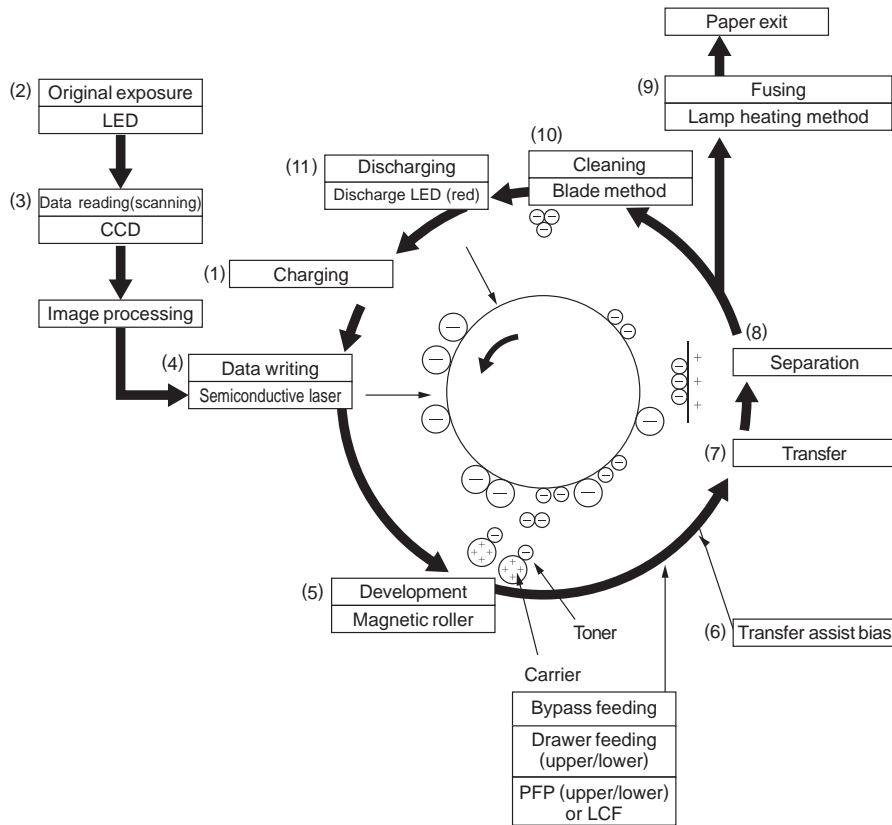 Paper exit
(2)
Original exposure
LED
(9)
Fusing
Lamp heating method
(10)
Cleaning
Blade method
(11)
Discharging
Discharge LED (red)
(3)
Data reading(scanning)
CCD
(1)
Charging
Image processing
(4)
Data writing
Semiconductive laser
(8)
Separation
(7)
Transfer
(5)
Development
Magnetic roller
Toner
(6)
Transfer assist bias
Carrier
Bypass feeding
Drawer feeding
(upper/lower)
PFP (upper/lower)
or LCF